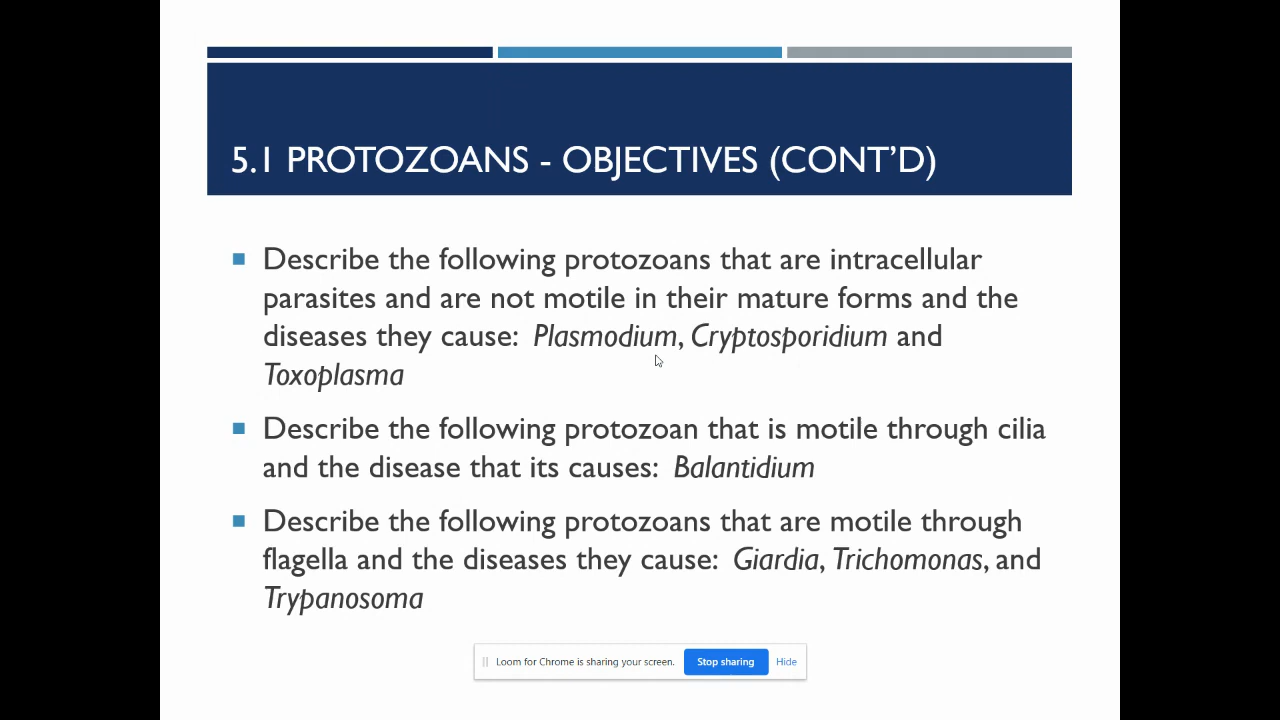 5.1 PROTOZOANS - OBJECTIVES (CONT'D)
Describe the following protozoans that are intracellular
parasites and are not motile in their mature forms and the
diseases they cause: Plasmodium, Cryptosporidium and
Toxoplasma
Describe the following protozoan that is motile through cilia
and the disease that its causes: Balantidium
Describe the following protozoans that are motile through
flagella and the diseases they cause: Giardia, Trichomonas, and
Trypanosoma
Loom for Chrome is sharing your screen. Stop sharing Hide